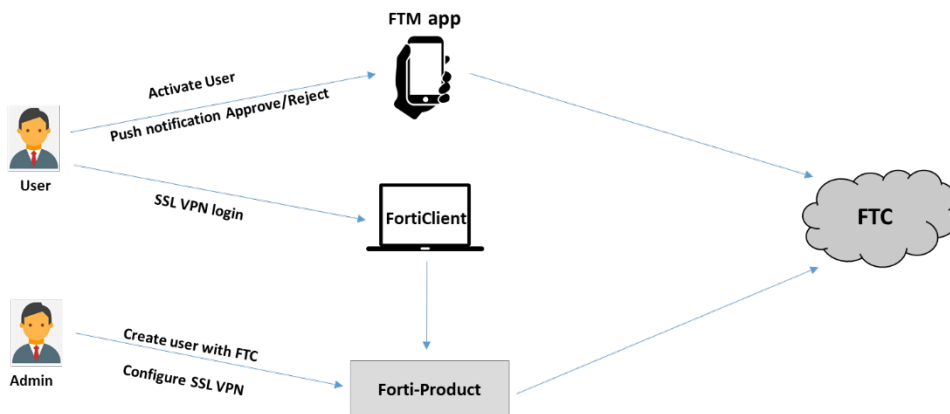 FTM app
Activate User
Push notification Approve/Reject
User
SSL VPN login
FortiClient
FTC
Admin
Create user with FTC
Configure SSL VPN
Forti-Product